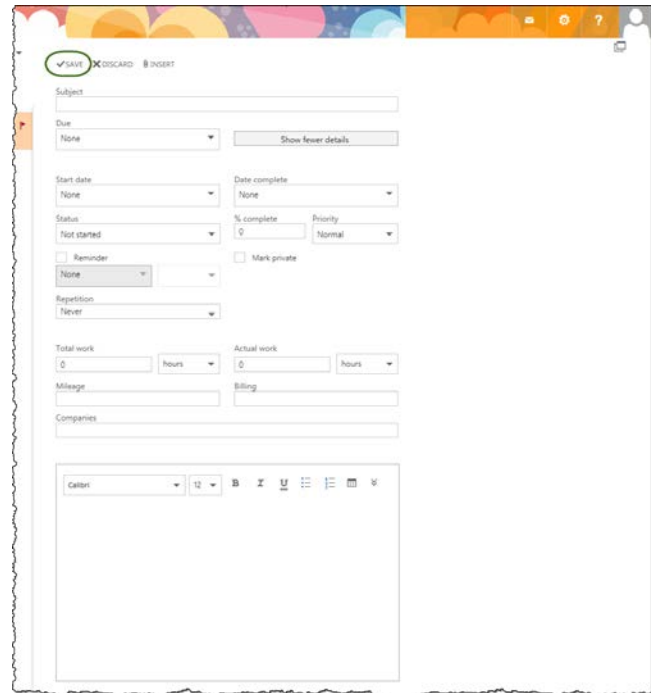 ?
SAVE DISCARD INSERT
Subject
Due
None Show fewer details
Start date Date complete
None None
Status % complete Priority
Not started 0 Normal
Reminder Mark private
None
Repetition
Never
Total work Actual work
0 hours 0 hours
Mileage Billing
Companies
Calibri 12 B I U